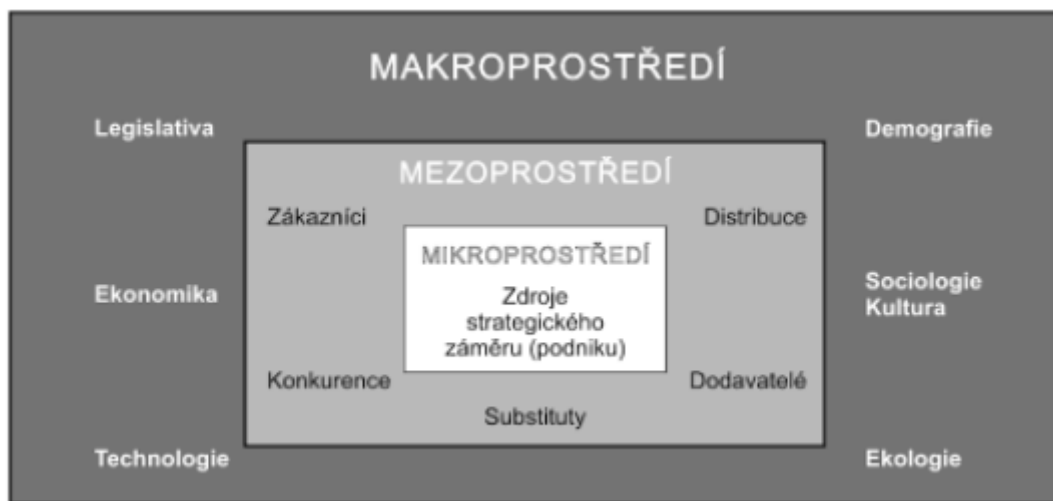 MAKROPROSTŘEDÍ
Legislativa
Demografie
MEZOPROSTŘEDÍ
Zákazníci
Distribuce
MIKROPROSTŘEDÍ
Zdroje
strategického
záměru (podniku)
Ekonomika
Sociologie
Kultura
Konkurence
Dodavatelé
Substituty
Technologie
Ekologie